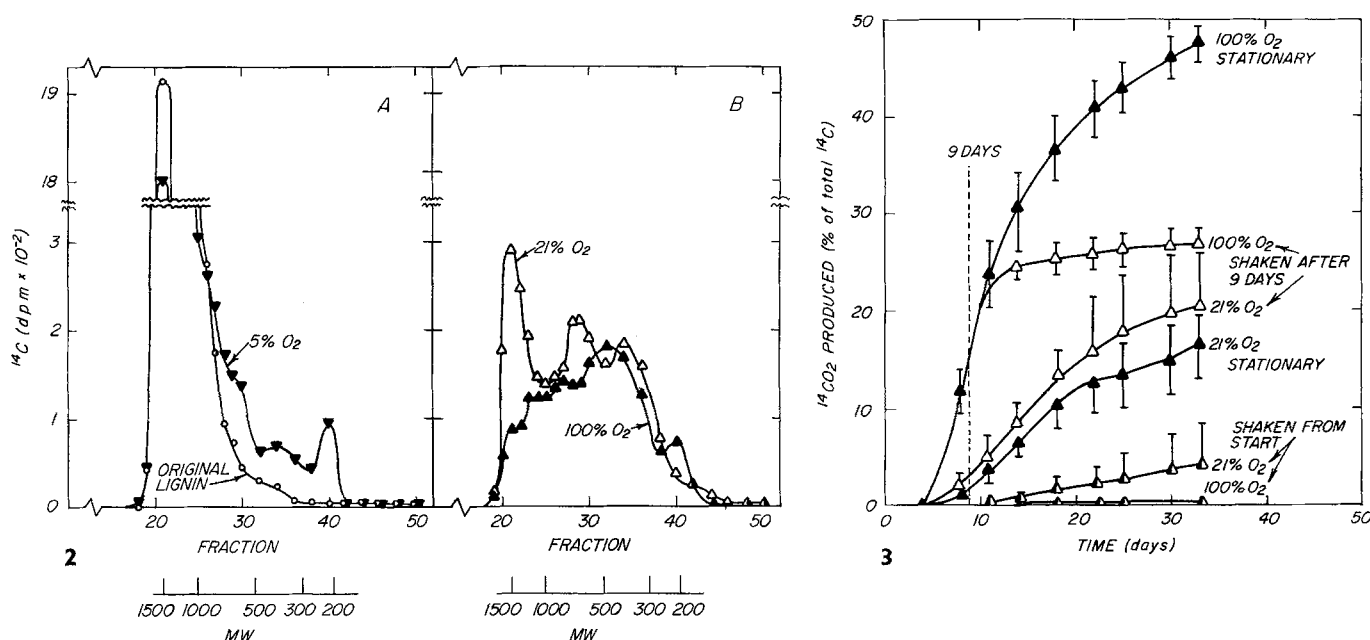 A
B
19
18
3
2
1
0
¹⁴C (dpm × 10⁻²)
5% O₂
ORIGINAL
LIGNIN
21% O₂
100% O₂
20 30 40 50
FRACTION
20 30 40 50
FRACTION
2
1500 1000 500 300 200
MW
1500 1000 500 300 200
MW
50
40
30
20
10
0
¹⁴CO₂ PRODUCED (% of total ¹⁴C)
9 DAYS
100% O₂
STATIONARY
100% O₂
SHAKEN AFTER
9 DAYS
21% O₂
21% O₂
STATIONARY
SHAKEN FROM
START
21% O₂
100% O₂
0 10 20 30 40 50
TIME (days)
3